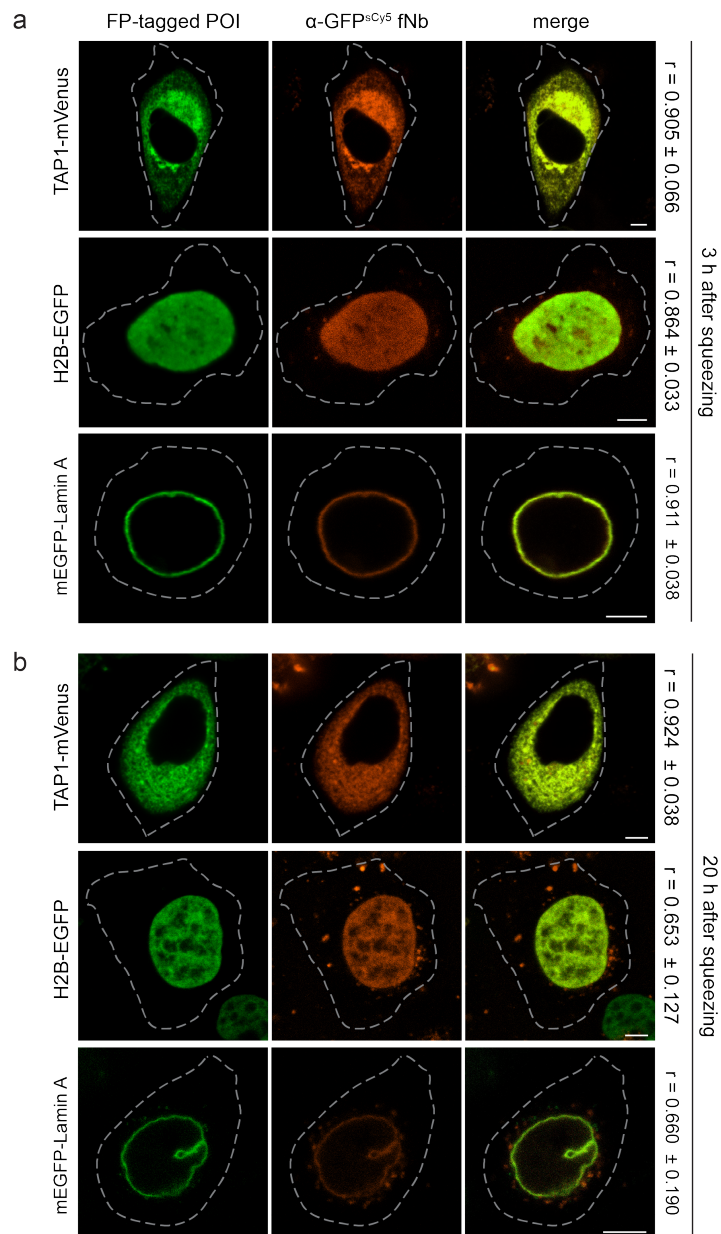 a
FP-tagged POI
α-GFPsCy5 fNb
merge
TAP1-mVenus
r = 0.905 ± 0.066
H2B-EGFP
r = 0.864 ± 0.033
mEGFP-Lamin A
r = 0.911 ± 0.038
3 h after squeezing
b
TAP1-mVenus
r = 0.924 ± 0.038
H2B-EGFP
r = 0.653 ± 0.127
mEGFP-Lamin A
r = 0.660 ± 0.190
20 h after squeezing